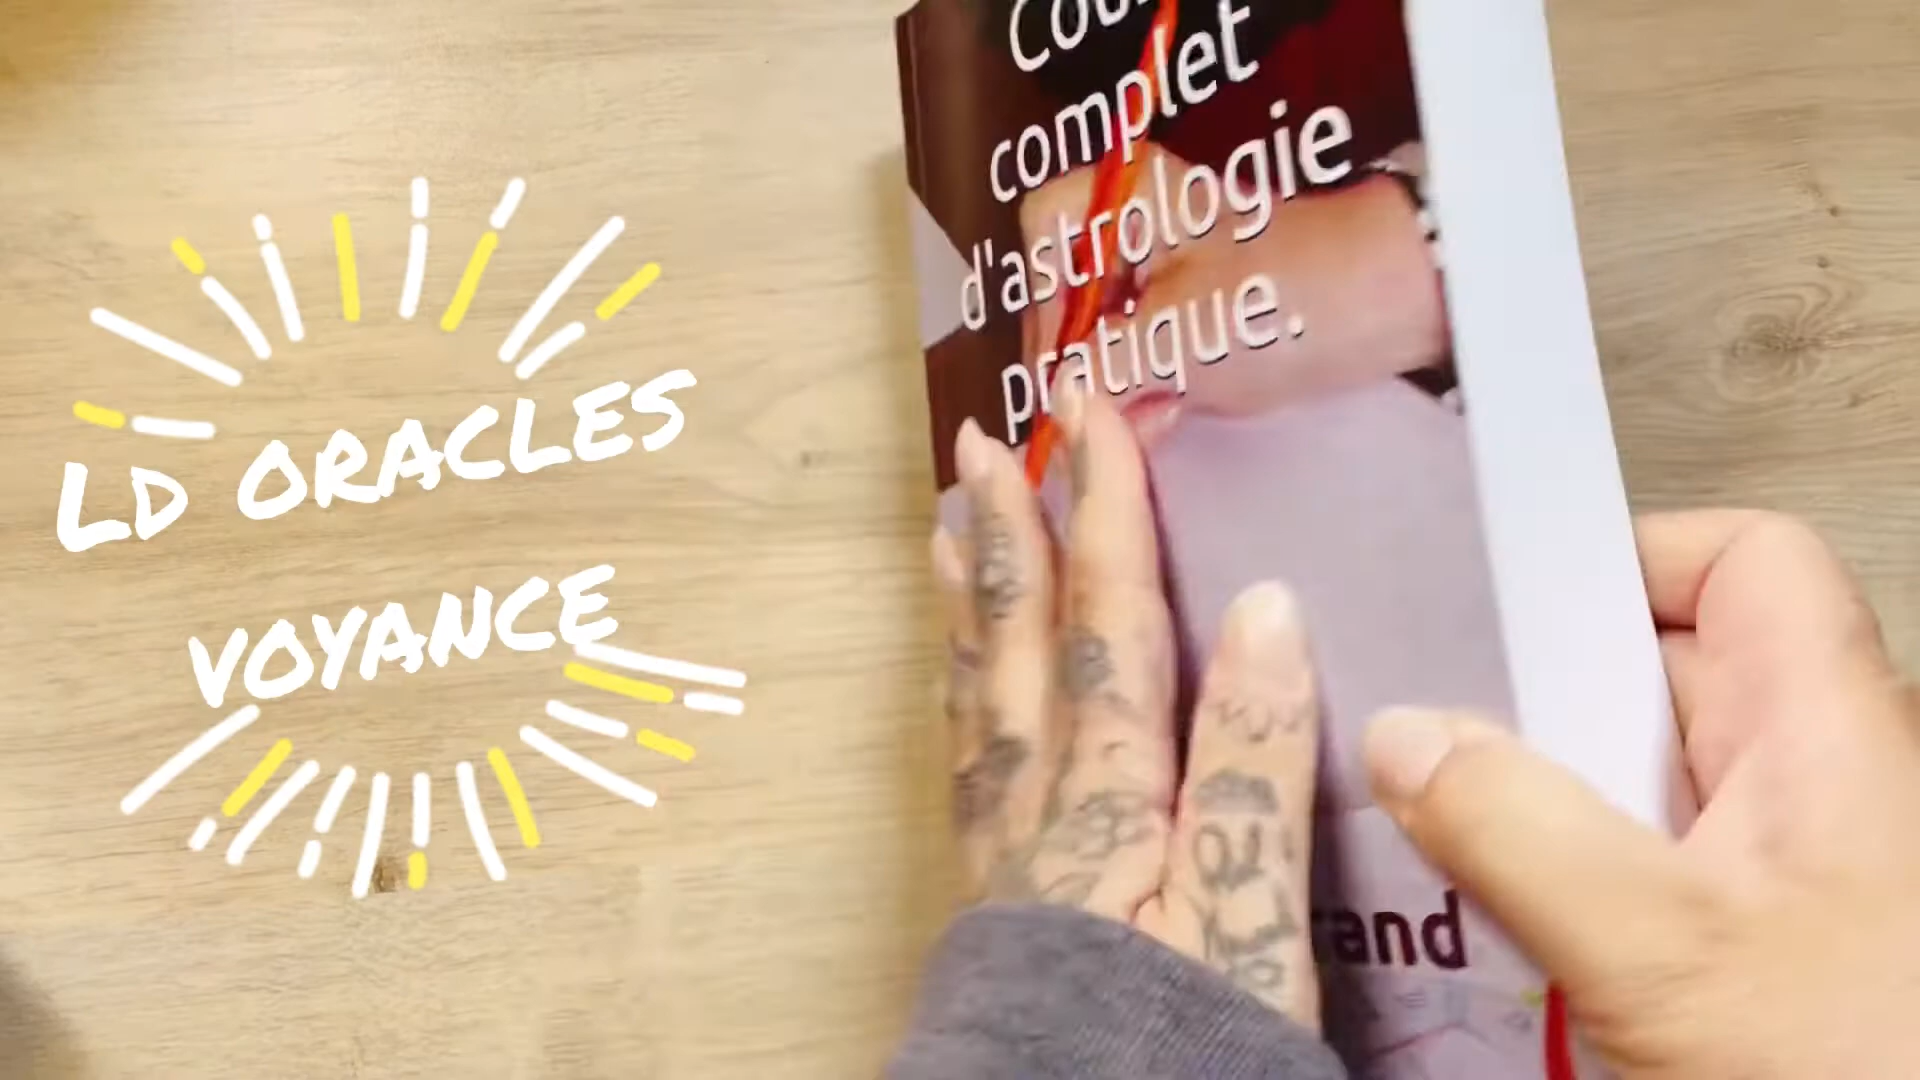 LD ORACLES
VOYANCE
complet
d'astrologie
pratique.